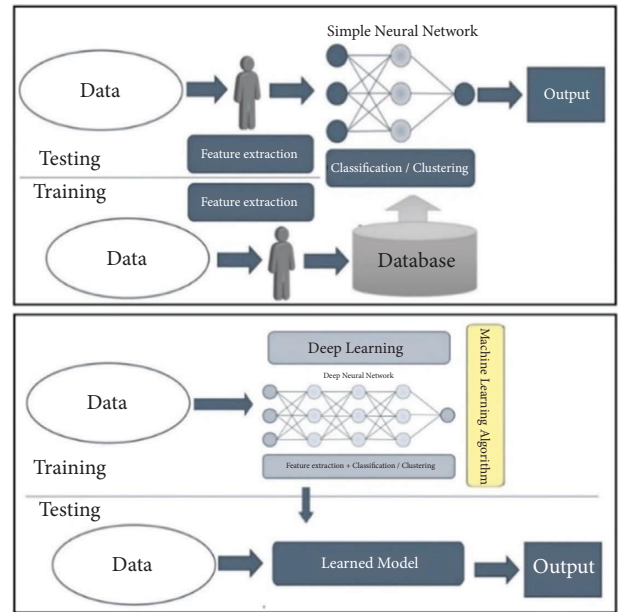 Simple Neural Network
Data
Output
Testing
Feature extraction
Classification / Clustering
Training
Feature extraction
Data
Database
Deep Learning
Deep Neural Network
Data
Machine Learning Algorithm
Feature extraction + Classification / Clustering
Training
Testing
Data
Learned Model
Output